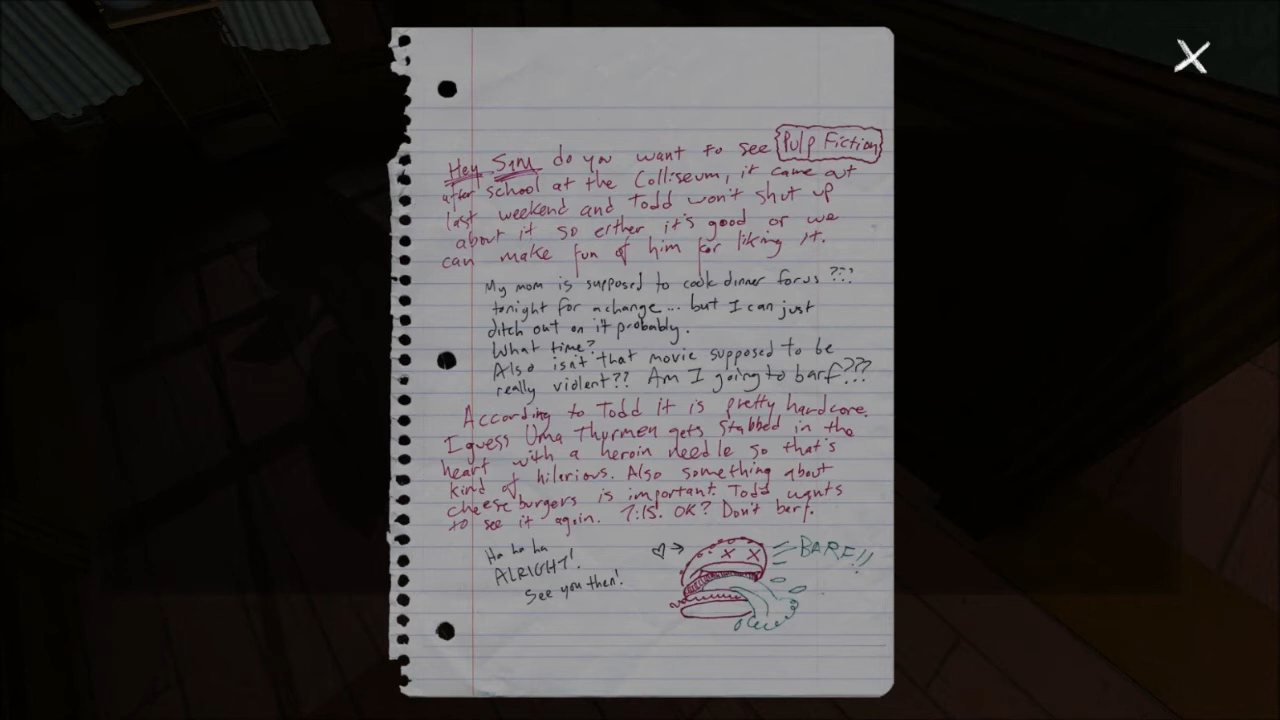 Hey Sam do you want to see Pulp Fiction
after school at the Colliseum, it came out
last weekend and Todd won't shut up
about it so either it's good or we
can make fun of him for liking it.
My mom is supposed to cook dinner for us ???
tonight for a change... but I can just
ditch out on it probably.
What time?
Also isn't that movie supposed to be
really violent?? Am I going to barf???
According to Todd it is pretty hardcore.
I guess Uma Thurmen gets stabbed in the
heart with a heroin needle so that's
kind of hilerious. Also something about
cheeseburgers is important. Todd wants
to see it again. 7:15. OK? Don't barf.
Ha ha ha
ALRIGHT!
See you then!
BARF!!